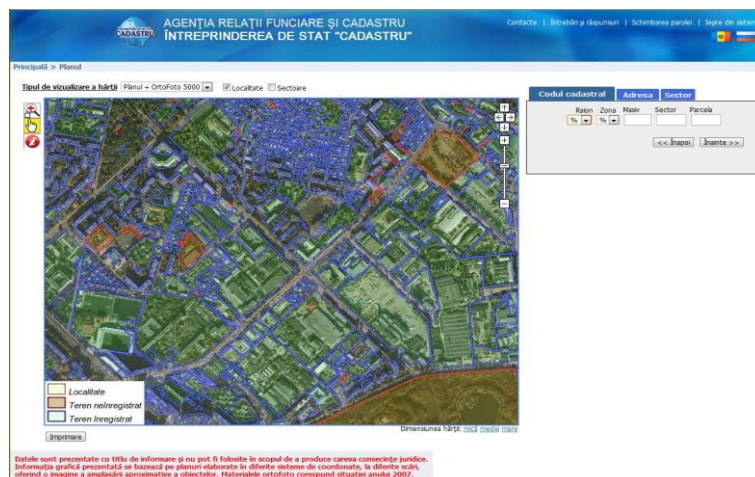 CADASTRU
AGENȚIA RELAȚII FUNCIARE ȘI CADASTRU
ÎNTREPRINDEREA DE STAT "CADASTRU"
Contacte | Întrebări și răspunsuri | Schimbarea parolei | Ieșire din sistem
Principală > Planul
Tipul de vizualizare a hărții Planul + OrtoFoto 5000 Localitate Sectoare
Codul cadastral Adresa Sector
Raion Zona Masiv Sector Parcela
% %
<< Înapoi Înainte >>
Localitate
Teren neînregistrat
Teren înregistrat
Dimensiunea hărții: mică medie mare
Imprimare
Datele sunt prezentate cu titlu de informare și nu pot fi folosite în scopul de a produce careva consecințe juridice.
Informația grafică prezentată se bazează pe planuri elaborate în diferite sisteme de coordonate, la diferite scări,
oferind o imagine a amplasării aproximative a obiectelor. Materialele ortofoto corespund situației anului 2007.